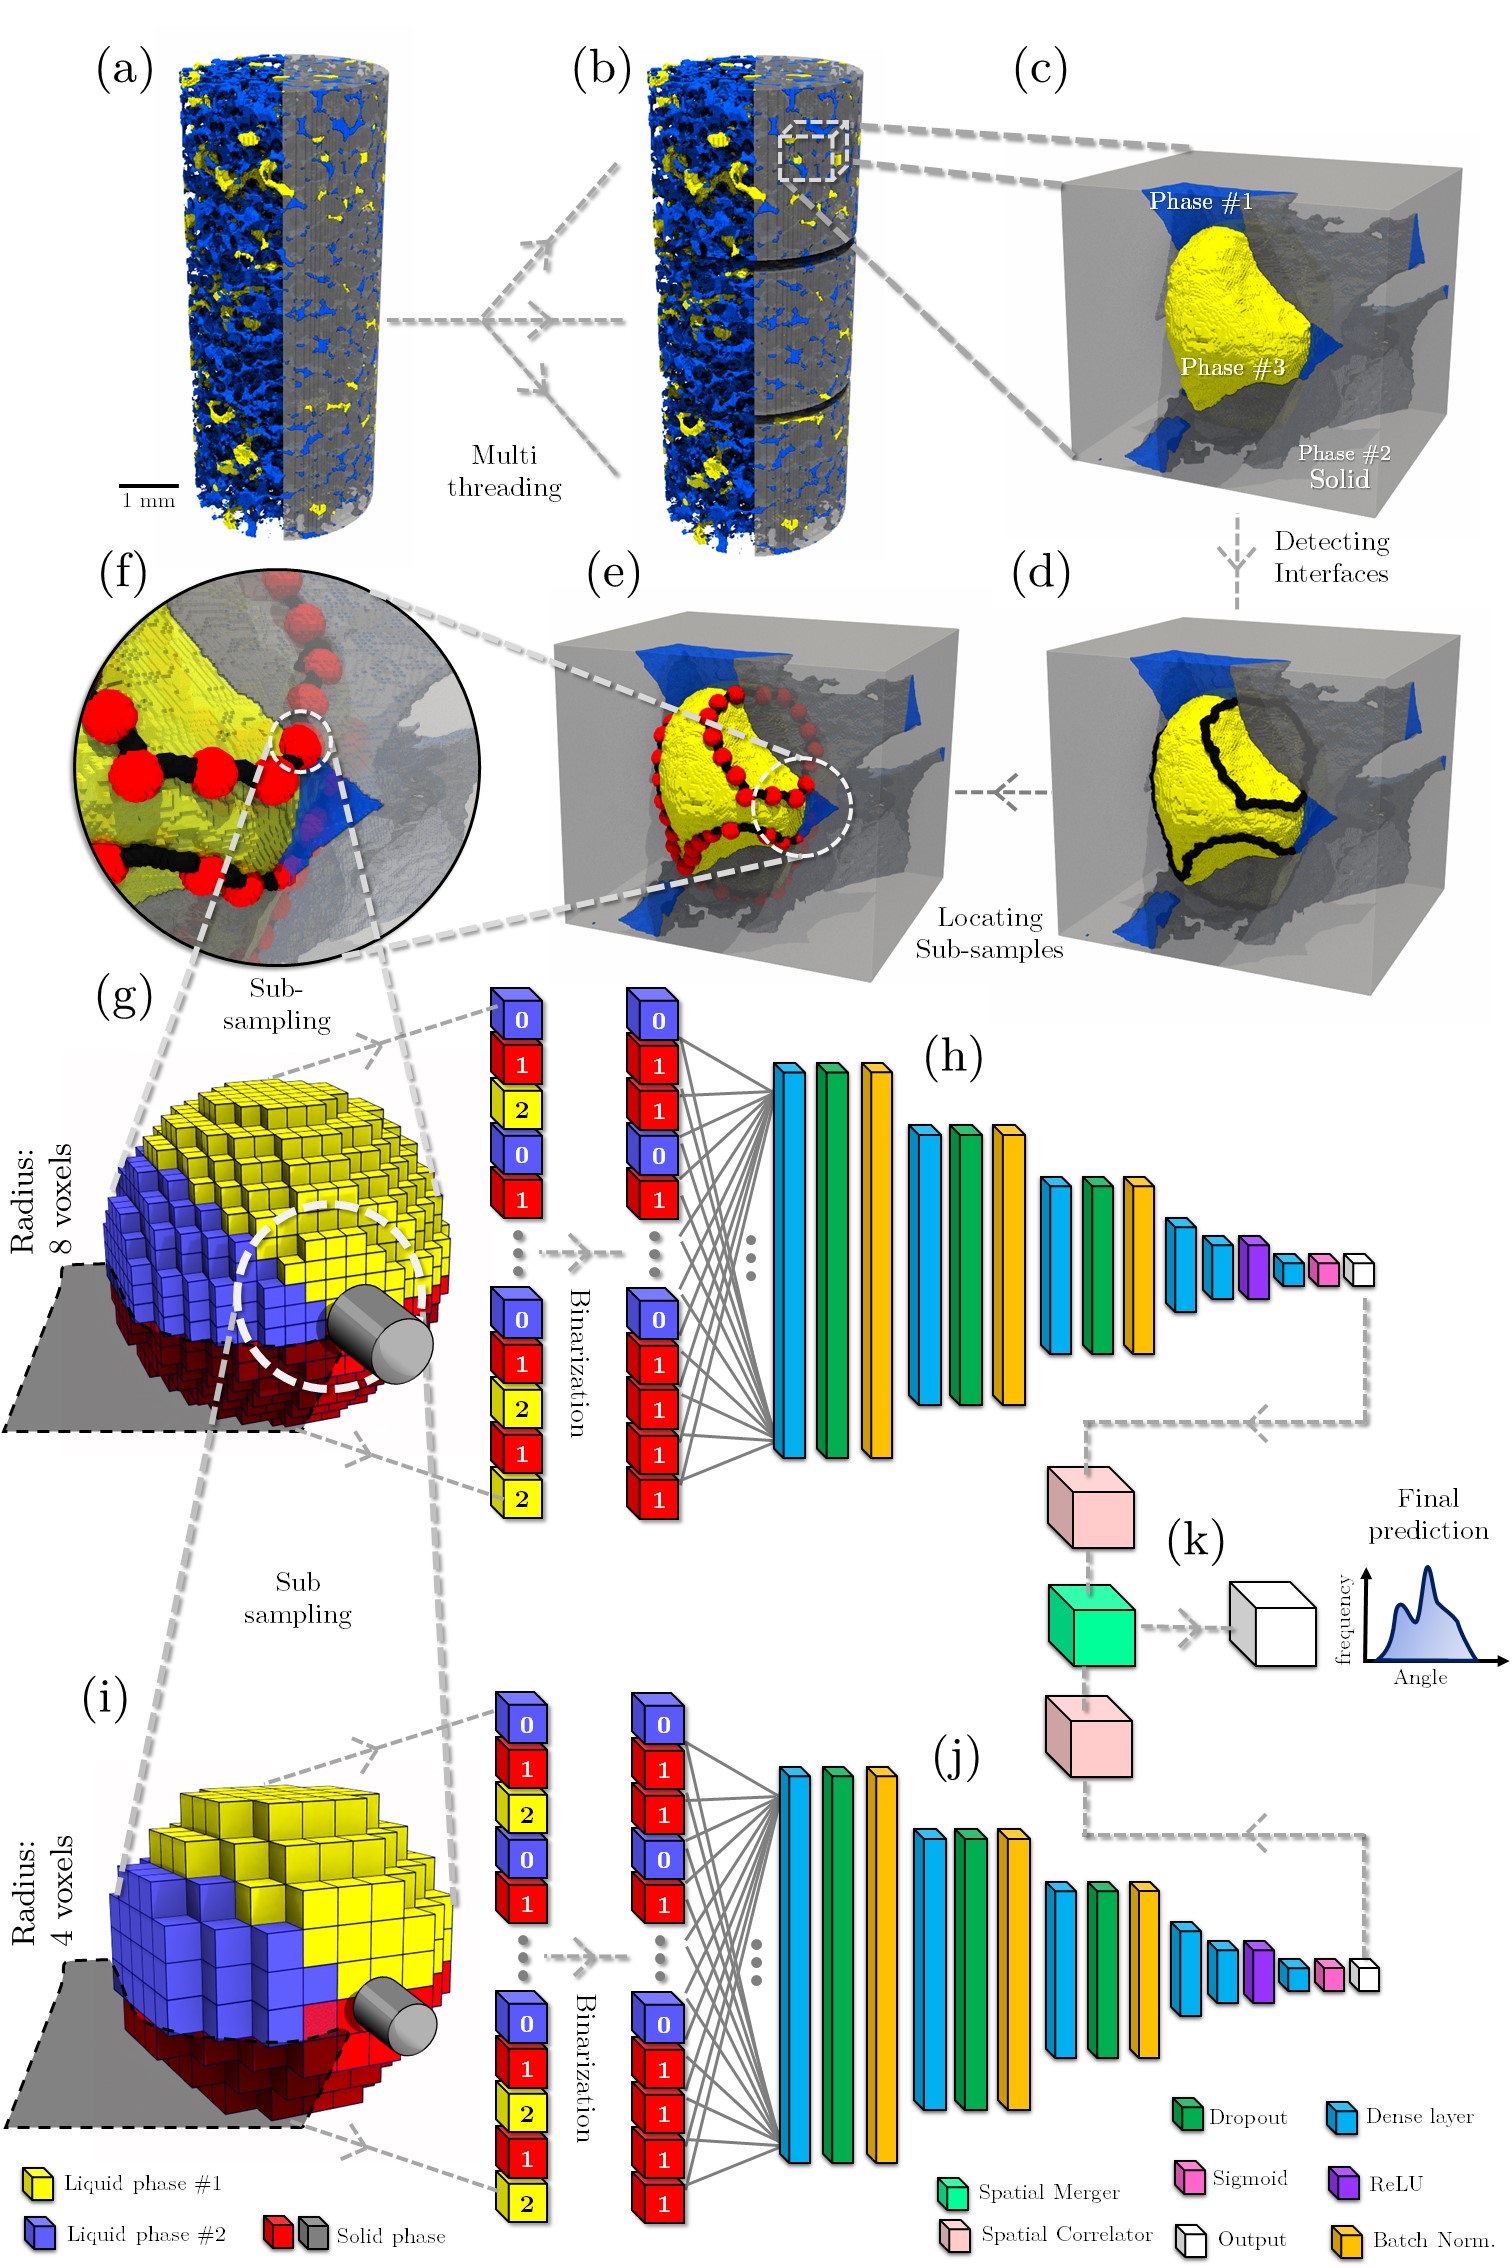 (a)
(b)
(c)
Phase #1
Phase #3
Phase #2
Solid
Multi
threading
1 mm
Detecting
Interfaces
(f)
(e)
(d)
Locating
Sub-samples
(g)
Sub-
sampling
Radius:
8 voxels
0
1
2
0
1
0
1
2
1
2
Binarization
0
1
1
0
1
0
1
1
1
1
(h)
(k)
Final
prediction
frequency
Angle
Sub
sampling
(i)
Radius:
4 voxels
0
1
2
0
1
0
1
2
1
2
Binarization
0
1
1
0
1
0
1
1
1
1
(j)
Liquid phase #1
Liquid phase #2
Solid phase
Dropout
Dense layer
Spatial Merger
Sigmoid
ReLU
Spatial Correlator
Output
Batch Norm.